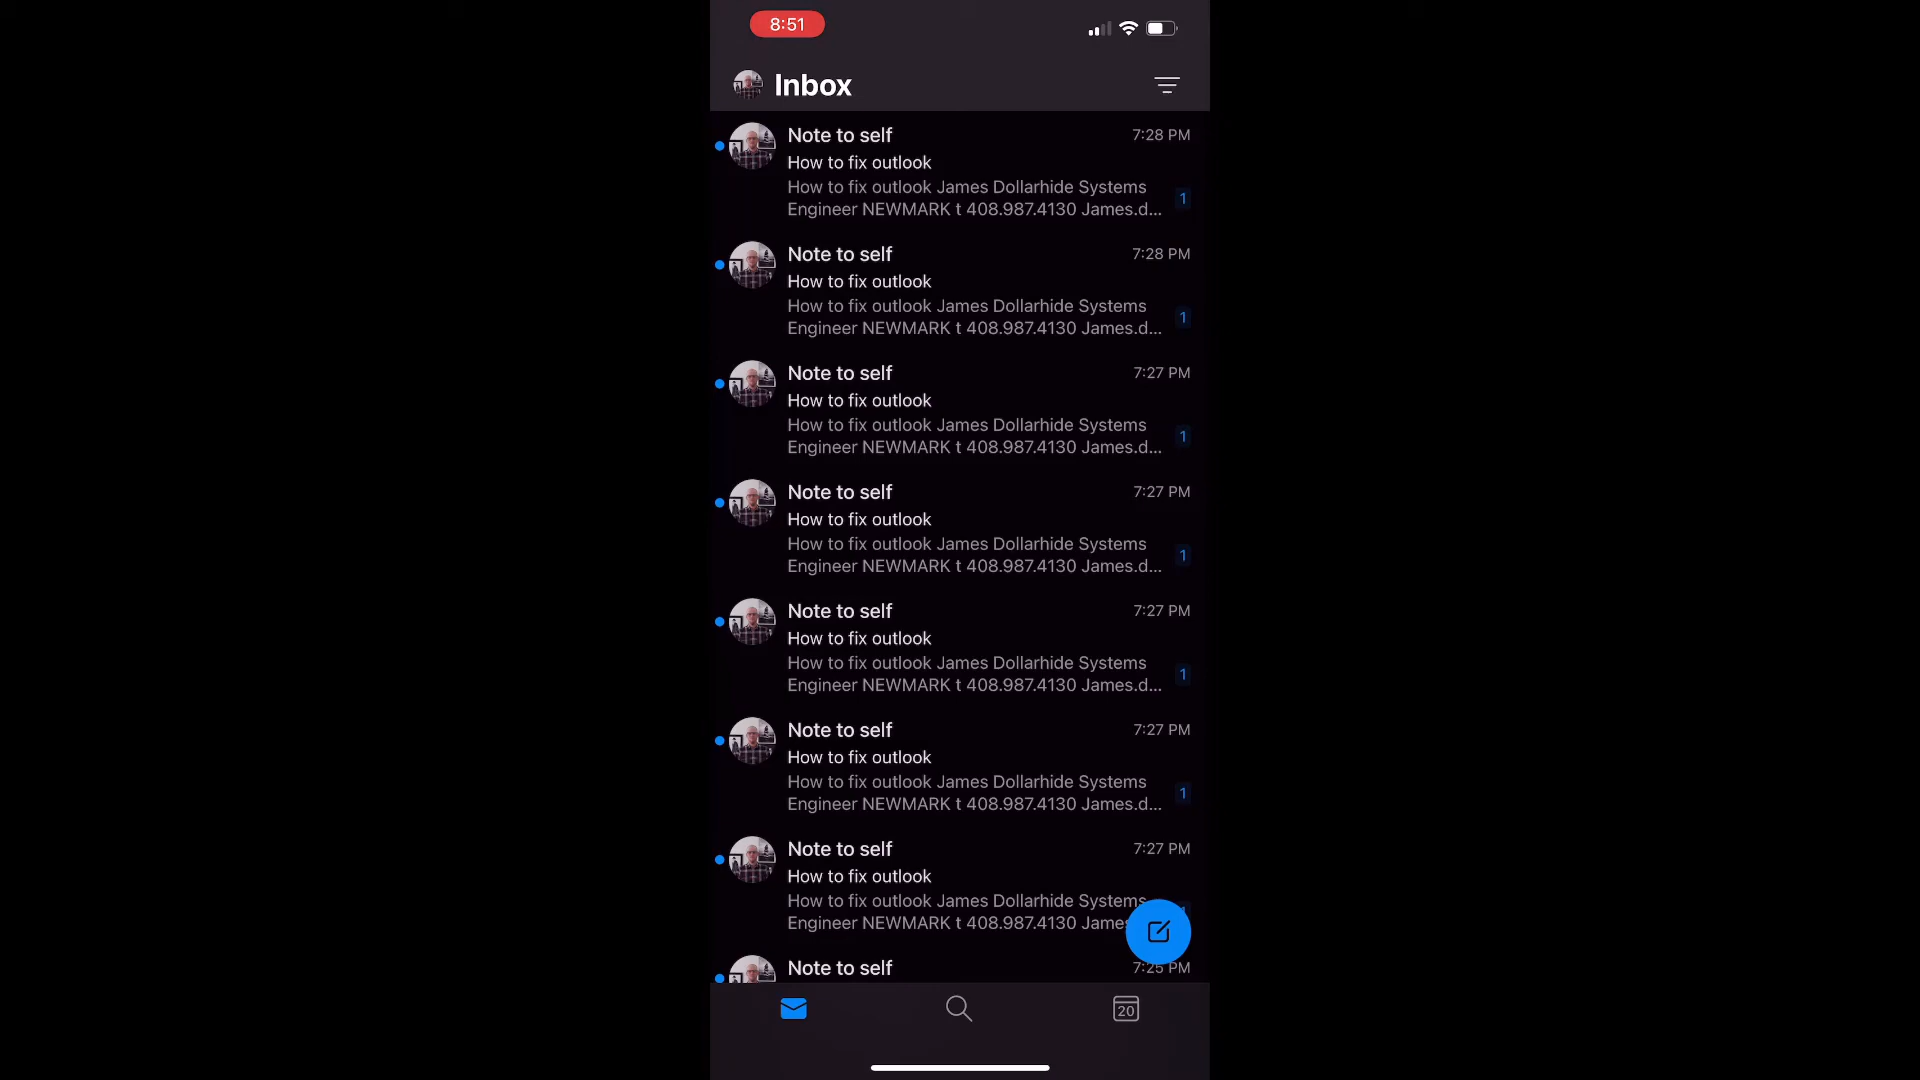 8:51
Inbox
Note to self 7:28 PM
How to fix outlook
How to fix outlook James Dollarhide Systems
Engineer NEWMARK t 408.987.4130 James.d... 1
Note to self 7:28 PM
How to fix outlook
How to fix outlook James Dollarhide Systems
Engineer NEWMARK t 408.987.4130 James.d... 1
Note to self 7:27 PM
How to fix outlook
How to fix outlook James Dollarhide Systems
Engineer NEWMARK t 408.987.4130 James.d... 1
Note to self 7:27 PM
How to fix outlook
How to fix outlook James Dollarhide Systems
Engineer NEWMARK t 408.987.4130 James.d... 1
Note to self 7:27 PM
How to fix outlook
How to fix outlook James Dollarhide Systems
Engineer NEWMARK t 408.987.4130 James.d... 1
Note to self 7:27 PM
How to fix outlook
How to fix outlook James Dollarhide Systems
Engineer NEWMARK t 408.987.4130 James.d... 1
Note to self 7:27 PM
How to fix outlook
How to fix outlook James Dollarhide Systems
Engineer NEWMARK t 408.987.4130 James
Note to self 7:25 PM
20